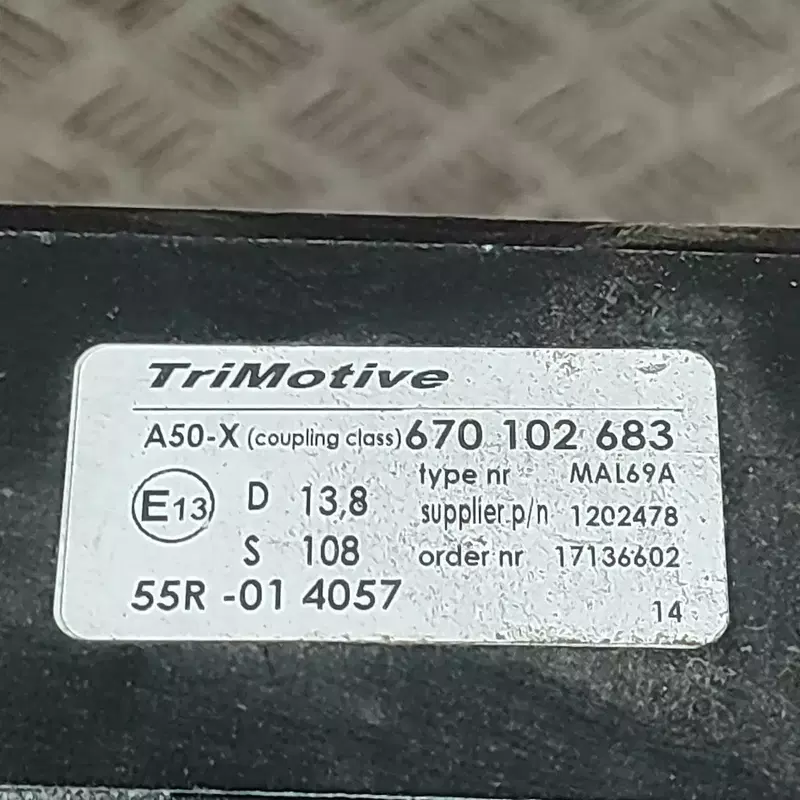 TriMotive
A50-X (coupling class) 670 102 683
type nr MAL69A
E13 D 13,8
supplier p/n 1202478
S 108
order nr 17136602
55R -01 4057
14